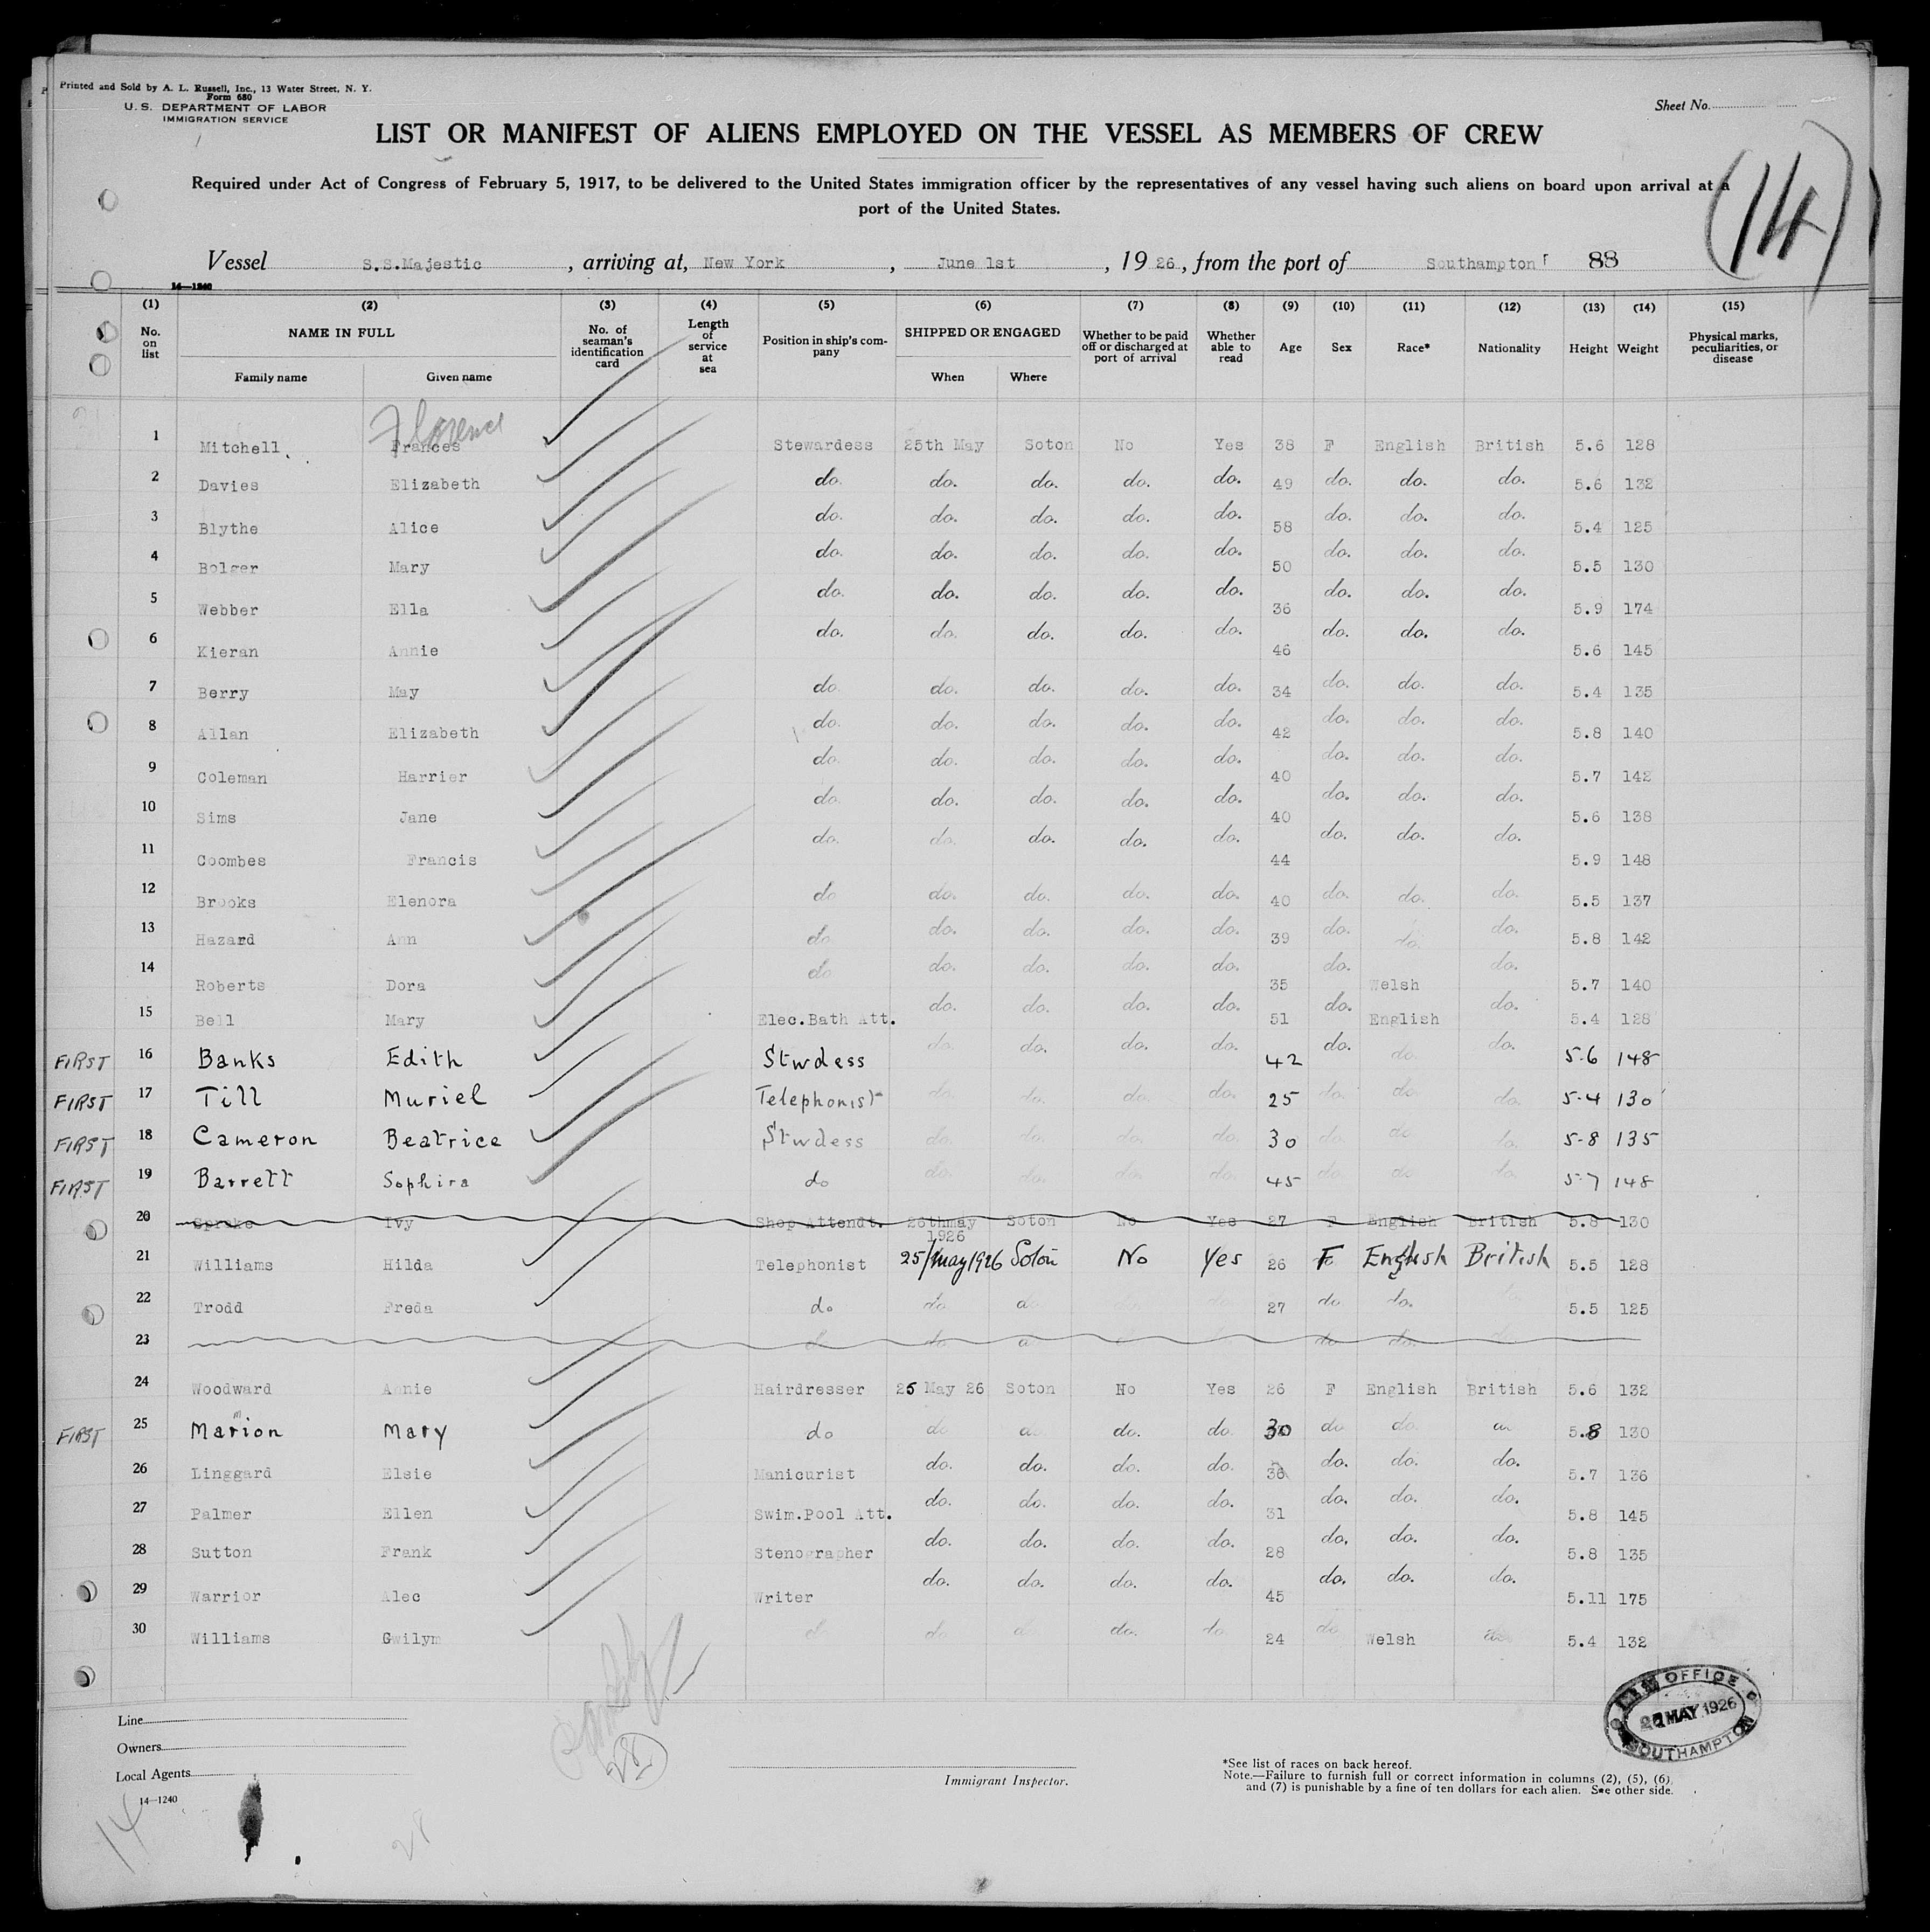 Printed and Sold by A. L. Russell, Inc., 13 Water Street, N. Y.
Form 680
U. S. DEPARTMENT OF LABOR
IMMIGRATION SERVICE
Sheet No.
LIST OR MANIFEST OF ALIENS EMPLOYED ON THE VESSEL AS MEMBERS OF CREW
(14)
Required under Act of Congress of February 5, 1917, to be delivered to the United States immigration officer by the representatives of any vessel having such aliens on board upon arrival at a
port of the United States.
Vessel S.S.Majestic, arriving at, New York, June 1st, 1926, from the port of Southampton 88
14—1240
(1) (2) (3) (4) (5) (6) (7) (8) (9) (10) (11) (12) (13) (14) (15)
No. on list NAME IN FULL Family name Given name No. of seaman's identification card Length of service at sea Position in ship's company SHIPPED OR ENGAGED When Where Whether to be paid off or discharged at port of arrival Whether able to read Age Sex Race* Nationality Height Weight Physical marks, peculiarities, or disease
Florence
1 Mitchell. Frances Stewardess 25th May Soton No Yes 38 F English British 5.6 128
2 Davies Elizabeth do. do. do. do. do. 49 do. do. do. 5.6 132
3 Blythe Alice do. do. do. do. do. 58 do. do. do. 5.4 125
4 Bolger Mary do. do. do. do. do. 50 do. do. do. 5.5 130
5 Webber Ella do. do. do. do. do. 36 do. do. do. 5.9 174
6 Kieran Annie do. do. do. do. do. 46 do. do. do. 5.6 145
7 Berry May do. do. do. do. do. 34 do. do. do. 5.4 135
8 Allan Elizabeth do. do. do. do. do. 42 do. do. do. 5.8 140
9 Coleman Harrier do. do. do. do. do. 40 do. do. do. 5.7 142
10 Sims Jane do. do. do. do. do. 40 do. do. do. 5.6 138
11 Coombes Francis do. do. do. do. do. 44 do. do. do. 5.9 148
12 Brooks Elenora do do. do. do. do. 40 do. do. do. 5.5 137
13 Hazard Ann do do. do. do. do. 39 do. do. do. 5.8 142
14 Roberts Dora do do. do. do. do. 35 do. Welsh do. 5.7 140
15 Bell Mary Elec.Bath Att. do. do. do. do. 51 do. English do. 5.4 128
FIRST 16 Banks Edith Stwdess do. do. do. do. 42 do. do. do. 5.6 148
FIRST 17 Till Muriel Telephonist do. do. do. do. 25 do. do. do. 5-4 130
FIRST 18 Cameron Beatrice Stwdess do. do. do. do. 30 do do do. 5-8 135
FIRST 19 Barrett Sophira do do. do. do. do. 45 do do do 5-7 148
20 Sprake Ivy Shop Attendt. 26thmay 1926 Soton No Yes 27 F English British 5.8 130
21 Williams Hilda Telephonist 25/May1926 Soton No Yes 26 F English British 5.5 128
22 Trodd Freda do do 27 do do. 5.5 125
23 do do do do.
24 Woodward Annie Hairdresser 25 May 26 Soton No Yes 26 F English British 5.6 132
FIRST 25 Marion Mary do do do do. do. 30 do do. do 5.8 130
26 Linggard Elsie Manicurist do. do. do. do. 36 do. do. do. 5.7 136
27 Palmer Ellen Swim.Pool Att. do. do. do. do. 31 do. do. do. 5.8 145
28 Sutton Frank Stenographer do. do. do. do. 28 do. do. do. 5.8 135
29 Warrior Alec Writer do. do. do. do. 45 do. do. do. 5.11 175
30 Williams Gwilym do do do do. do. 24 do Welsh do 5.4 132
Line
Owners
Local Agents
14—1240
14
28
28
Immigrant Inspector.
*See list of races on back hereof.
Note.—Failure to furnish full or correct information in columns (2), (5), (6),
and (7) is punishable by a fine of ten dollars for each alien. See other side.
OFFICE
MAY 1926
SOUTHAMPTON